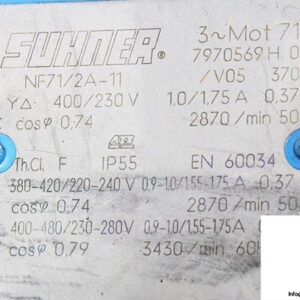 SUHNER® 3~Mot 71
NF71/2A-11 7970569H
/V05 370
Y∆ 400/230 V 1.0/1.75 A 0.37
cosφ 0,74 2870 /min 50
Th.Cl. F IP55 EN 60034
380-420/220-240 V 0.9-1.0/1.55-1.75 A 0.37
cosφ 0.74 2870 /min 50
400-480/230-280V 0.9-1.0/1.55-1.75A
cosφ 0.79 3430/min 60